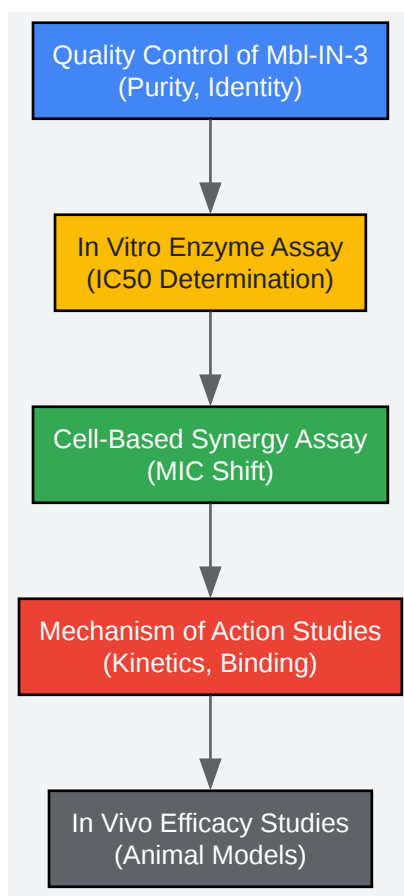 Quality Control of Mbl-IN-3
(Purity, Identity)
In Vitro Enzyme Assay
(IC50 Determination)
Cell-Based Synergy Assay
(MIC Shift)
Mechanism of Action Studies
(Kinetics, Binding)
In Vivo Efficacy Studies
(Animal Models)